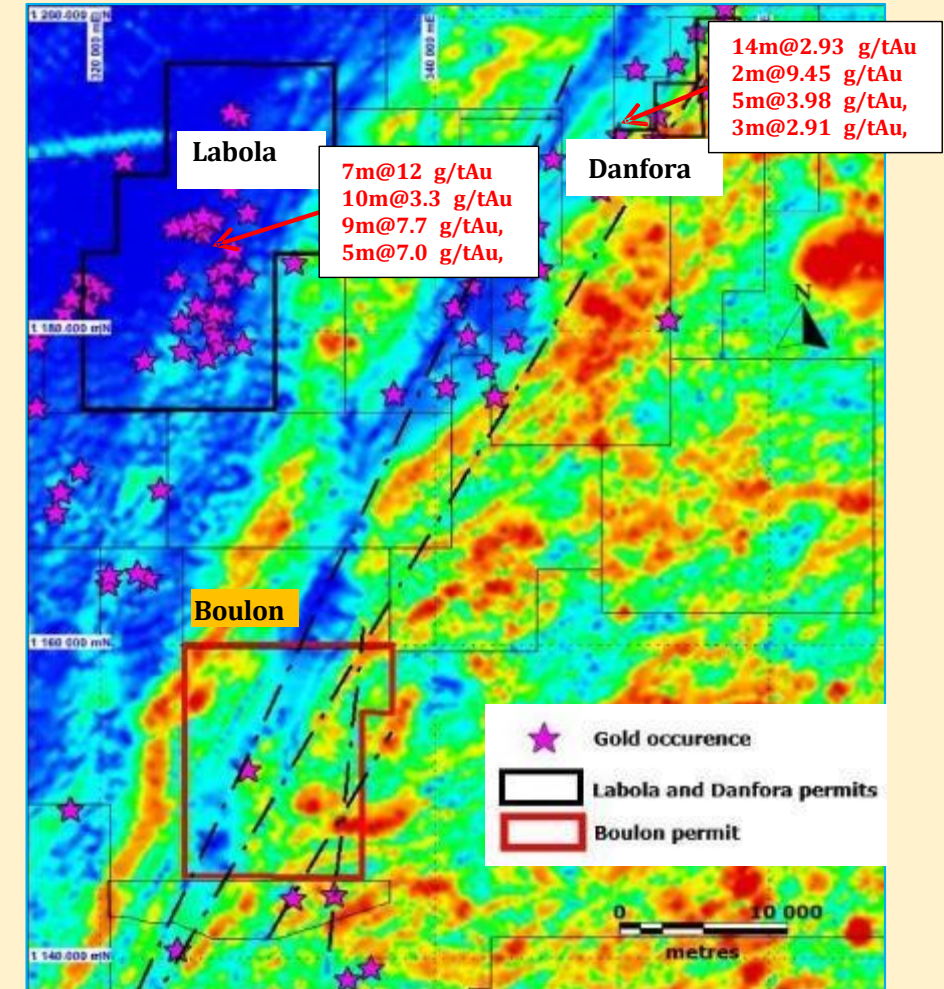 1 200 000 mN
320 000 mE
340 000 mE
14m@2.93 g/tAu
2m@9.45 g/tAu
5m@3.98 g/tAu,
3m@2.91 g/tAu,
Labola
7m@12 g/tAu
10m@3.3 g/tAu
9m@7.7 g/tAu,
5m@7.0 g/tAu,
Danfora
N
1 180 000 mN
Boulon
1 160 000 mN
Gold occurence
Labola and Danfora permits
Boulon permit
0 10 000
metres
1 140 000 mN